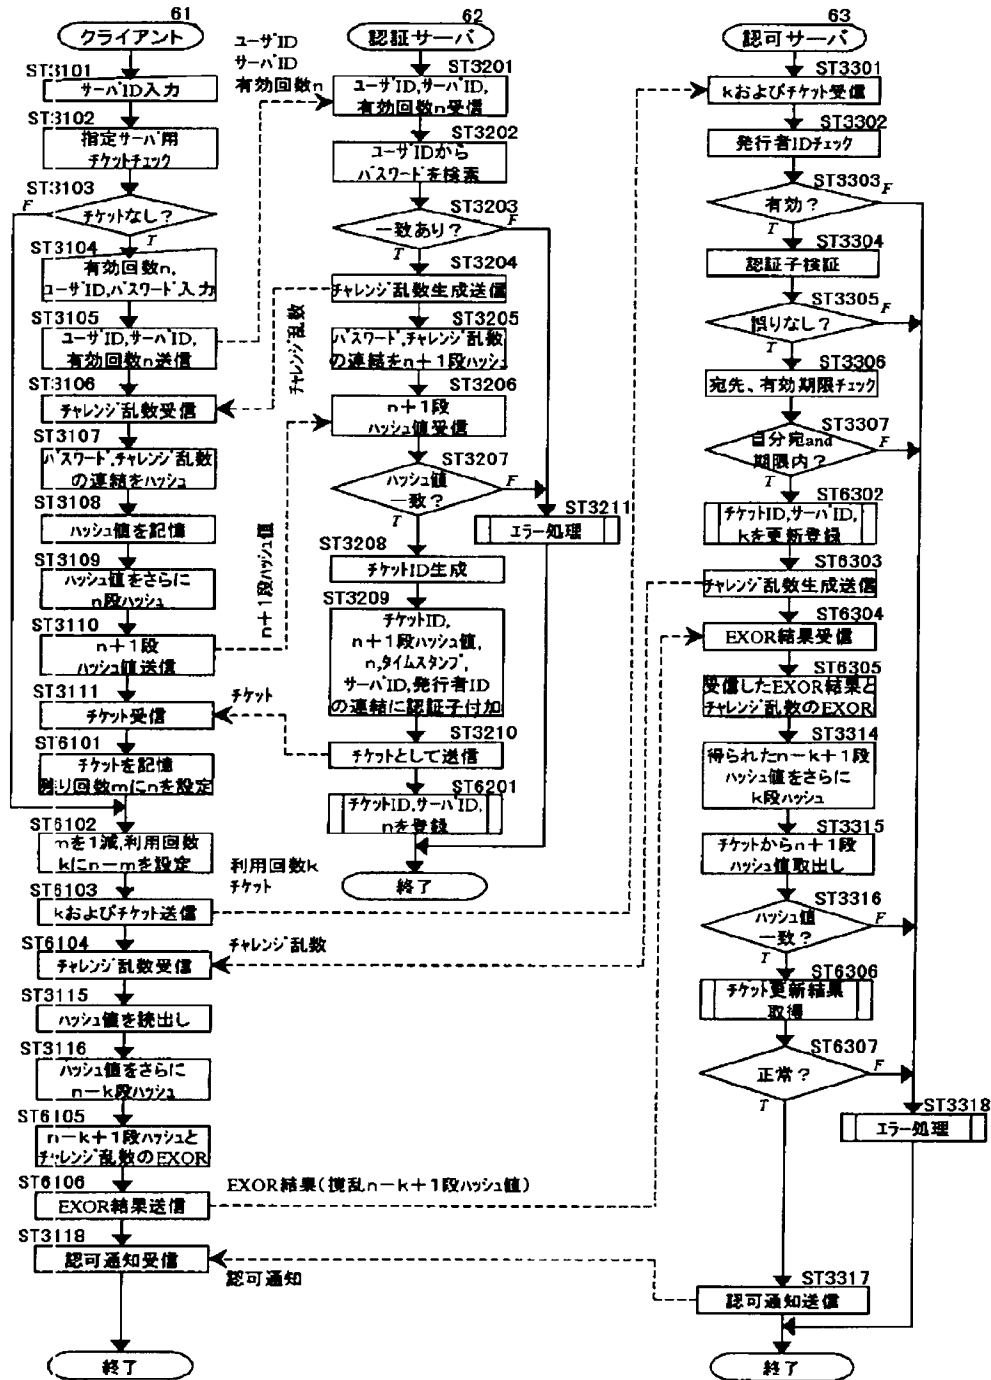 61
クライアント
ST3101
サーバID入力
ST3102
指定サーバ用
チケットチェック
ST3103
F
チケットなし?
T
ST3104
有効回数n,
ユーザID,パスワード入力
ST3105
ユーザID,サーバID,
有効回数n送信
ST3106
チャレンジ乱数受信
ST3107
パスワード,チャレンジ乱数
の連結をハッシュ
ST3108
ハッシュ値を記憶
ST3109
ハッシュ値をさらに
n段ハッシュ
ST3110
n+1段
ハッシュ値送信
ST3111
チケット受信
ST6101
チケットを記憶
残り回数mにnを設定
ST6102
mを1減,利用回数
kにn-mを設定
ST6103
kおよびチケット送信
ST6104
チャレンジ乱数受信
ST3115
ハッシュ値を読出し
ST3116
ハッシュ値をさらに
n-k段ハッシュ
ST6105
n-k+1段ハッシュと
チャレンジ乱数のEXOR
ST6106
EXOR結果送信
ST3118
認可通知受信
終了
ユーザID
サーバID
有効回数n
チャレンジ乱数
n+1段ハッシュ値
チケット
利用回数k
チケット
チャレンジ乱数
EXOR結果(撹乱n-k+1段ハッシュ値)
認可通知
62
認証サーバ
ST3201
ユーザID,サーバID,
有効回数n受信
ST3202
ユーザIDから
パスワードを検索
ST3203
一致あり?
F
T
ST3204
チャレンジ乱数生成送信
ST3205
パスワード,チャレンジ乱数
の連結をn+1段ハッシュ
ST3206
n+1段
ハッシュ値受信
ST3207
ハッシュ値
一致?
F
T
ST3211
エラー処理
ST3208
チケットID生成
ST3209
チケットID,
n+1段ハッシュ値,
n,タイムスタンプ,
サーバID,発行者ID
の連結に認証子付加
ST3210
チケットとして送信
ST6201
チケットID,サーバID,
nを登録
終了
63
認可サーバ
ST3301
kおよびチケット受信
ST3302
発行者IDチェック
ST3303
有効?
F
T
ST3304
認証子検証
ST3305
誤りなし?
F
T
ST3306
宛先、有効期限チェック
ST3307
自分宛and
期限内?
F
T
ST6302
チケットID,サーバID,
kを更新登録
ST6303
チャレンジ乱数生成送信
ST6304
EXOR結果受信
ST6305
受信したEXOR結果と
チャレンジ乱数のEXOR
ST3314
得られたn-k+1段
ハッシュ値をさらに
k段ハッシュ
ST3315
チケットからn+1段
ハッシュ値取出し
ST3316
ハッシュ値
一致?
F
T
ST6306
チケット更新結果
取得
ST6307
正常?
F
T
ST3318
エラー処理
ST3317
認可通知送信
終了